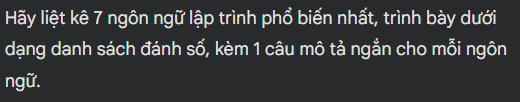 Hãy liệt kê 7 ngôn ngữ lập trình phổ biến nhất, trình bày dưới
dạng danh sách đánh số, kèm 1 câu mô tả ngắn cho mỗi ngôn
ngữ.